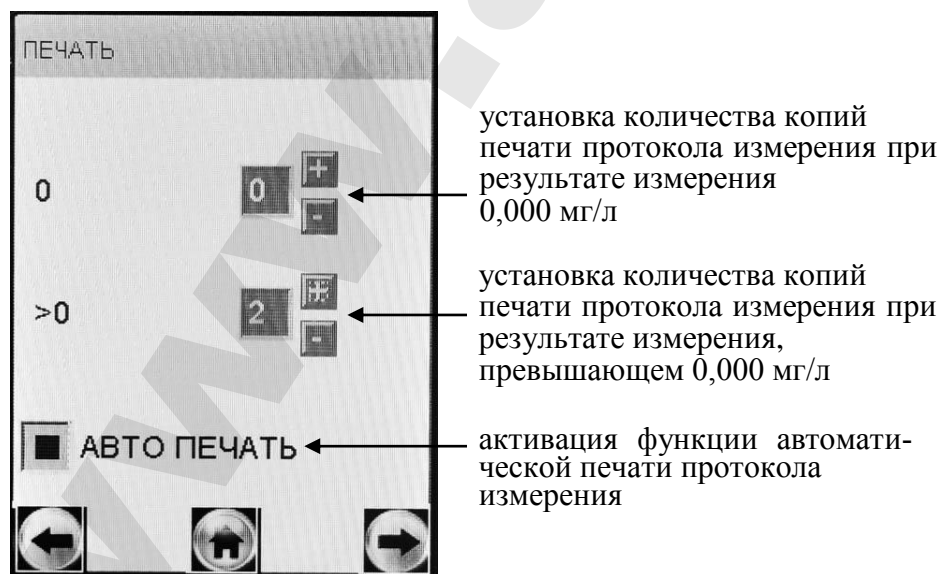 ПЕЧАТЬ
установка количества копий
печати протокола измерения при
результате измерения
0,000 мг/л
0 0 + -
установка количества копий
печати протокола измерения при
результате измерения,
превышающем 0,000 мг/л
>0 2 + -
АВТО ПЕЧАТЬ
активация функции автомати-
ческой печати протокола
измерения